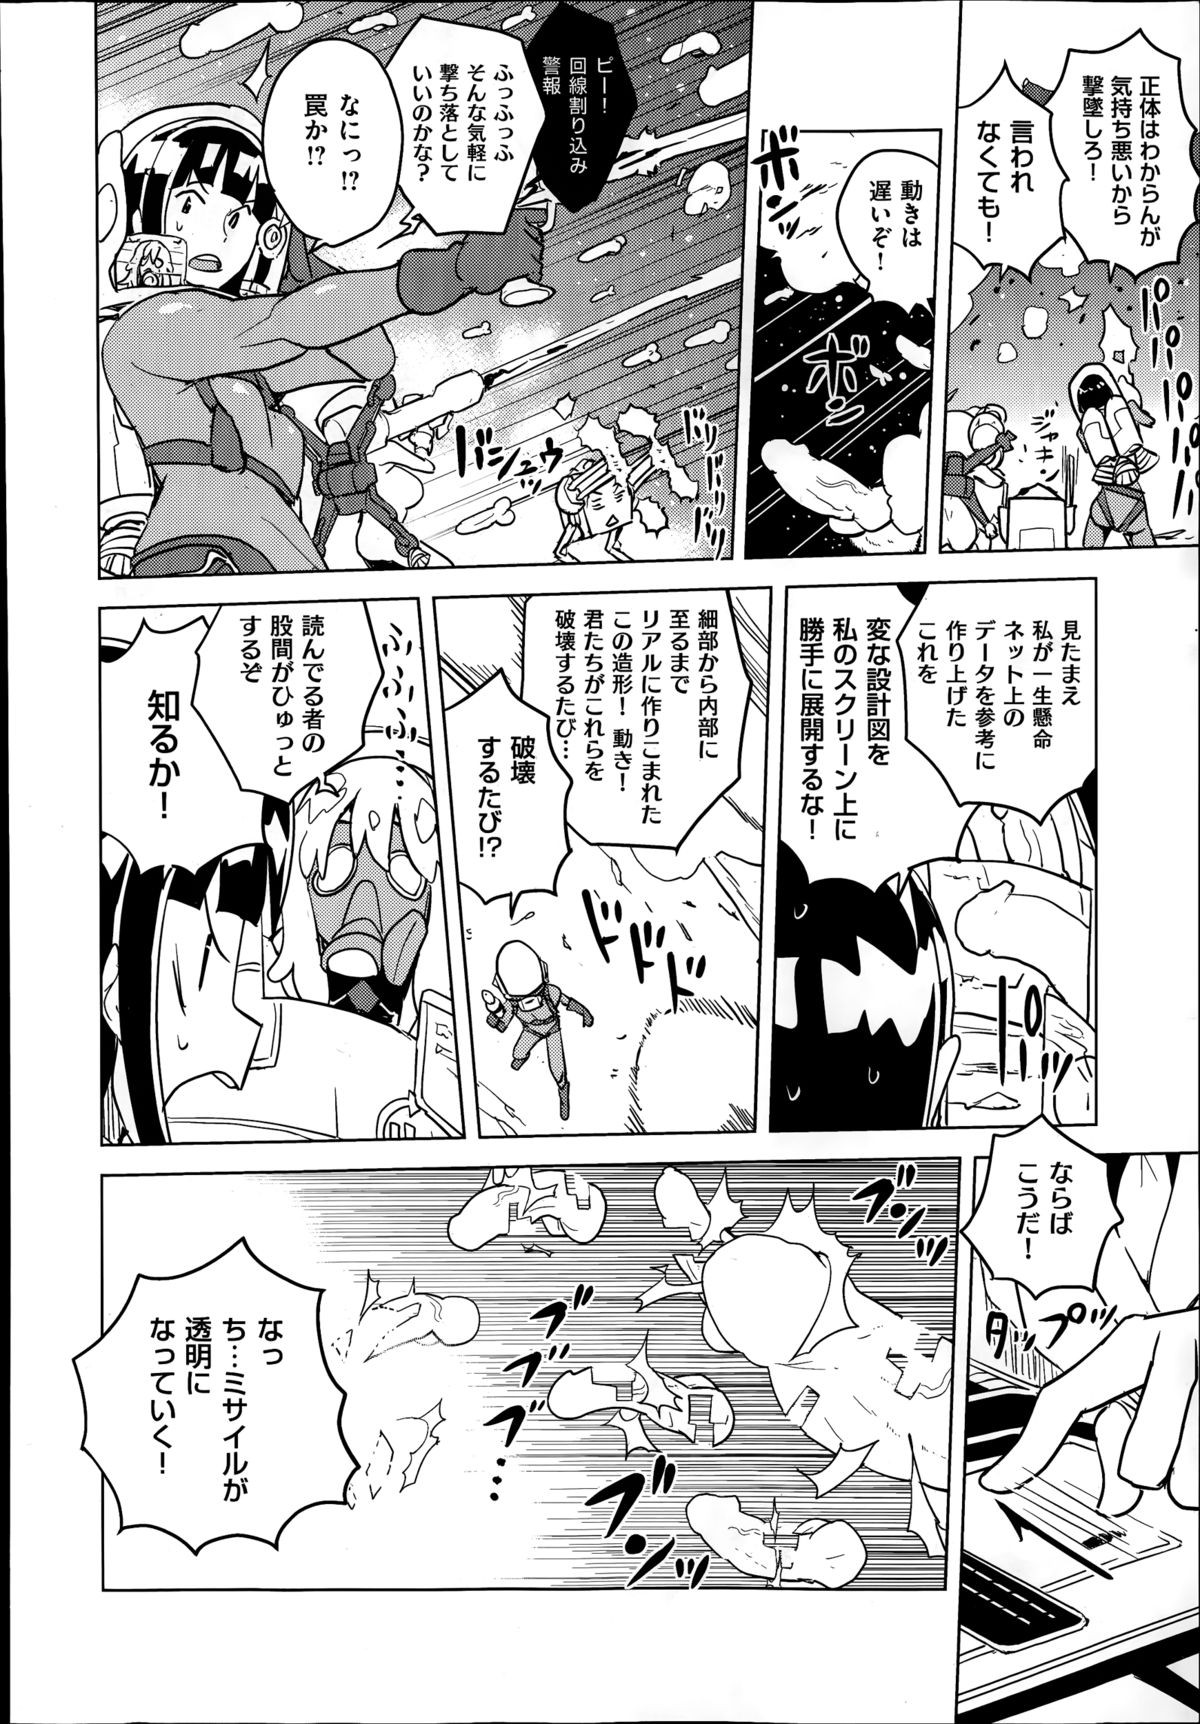 正体はわからんが
気持ち悪いから
撃墜しろ！
言われ
なくても！
パパパパパパ
ジャキン
動きは
遅いぞ！
ボン
ボン
ピー！
回線割り込み
警報
ふっふっふ
そんな気軽に
撃ち落として
いいのかな？
なにっ！？
罠か！？
ドリドリ
ドリドリ
バシュウッ
見たまえ
私が一生懸命
ネット上の
データを参考に
作り上げた
これを
変な設計図を
私のスクリーン上に
勝手に展開するな！
ピッ
細部から内部に
至るまで
リアルに作りこまれた
この造形！動き！
君たちがこれらを
破壊するたび…
破壊
するたび！？
ドドド
ふふふふ…
読んでる者の
股間がひゅっと
するぞ
知るか！
ならば
こうだ！
タップッ
ブンッ
ブンッ
ブンッ
ブンッ…
なっ
ち…ミサイルが
透明に
なっていく！